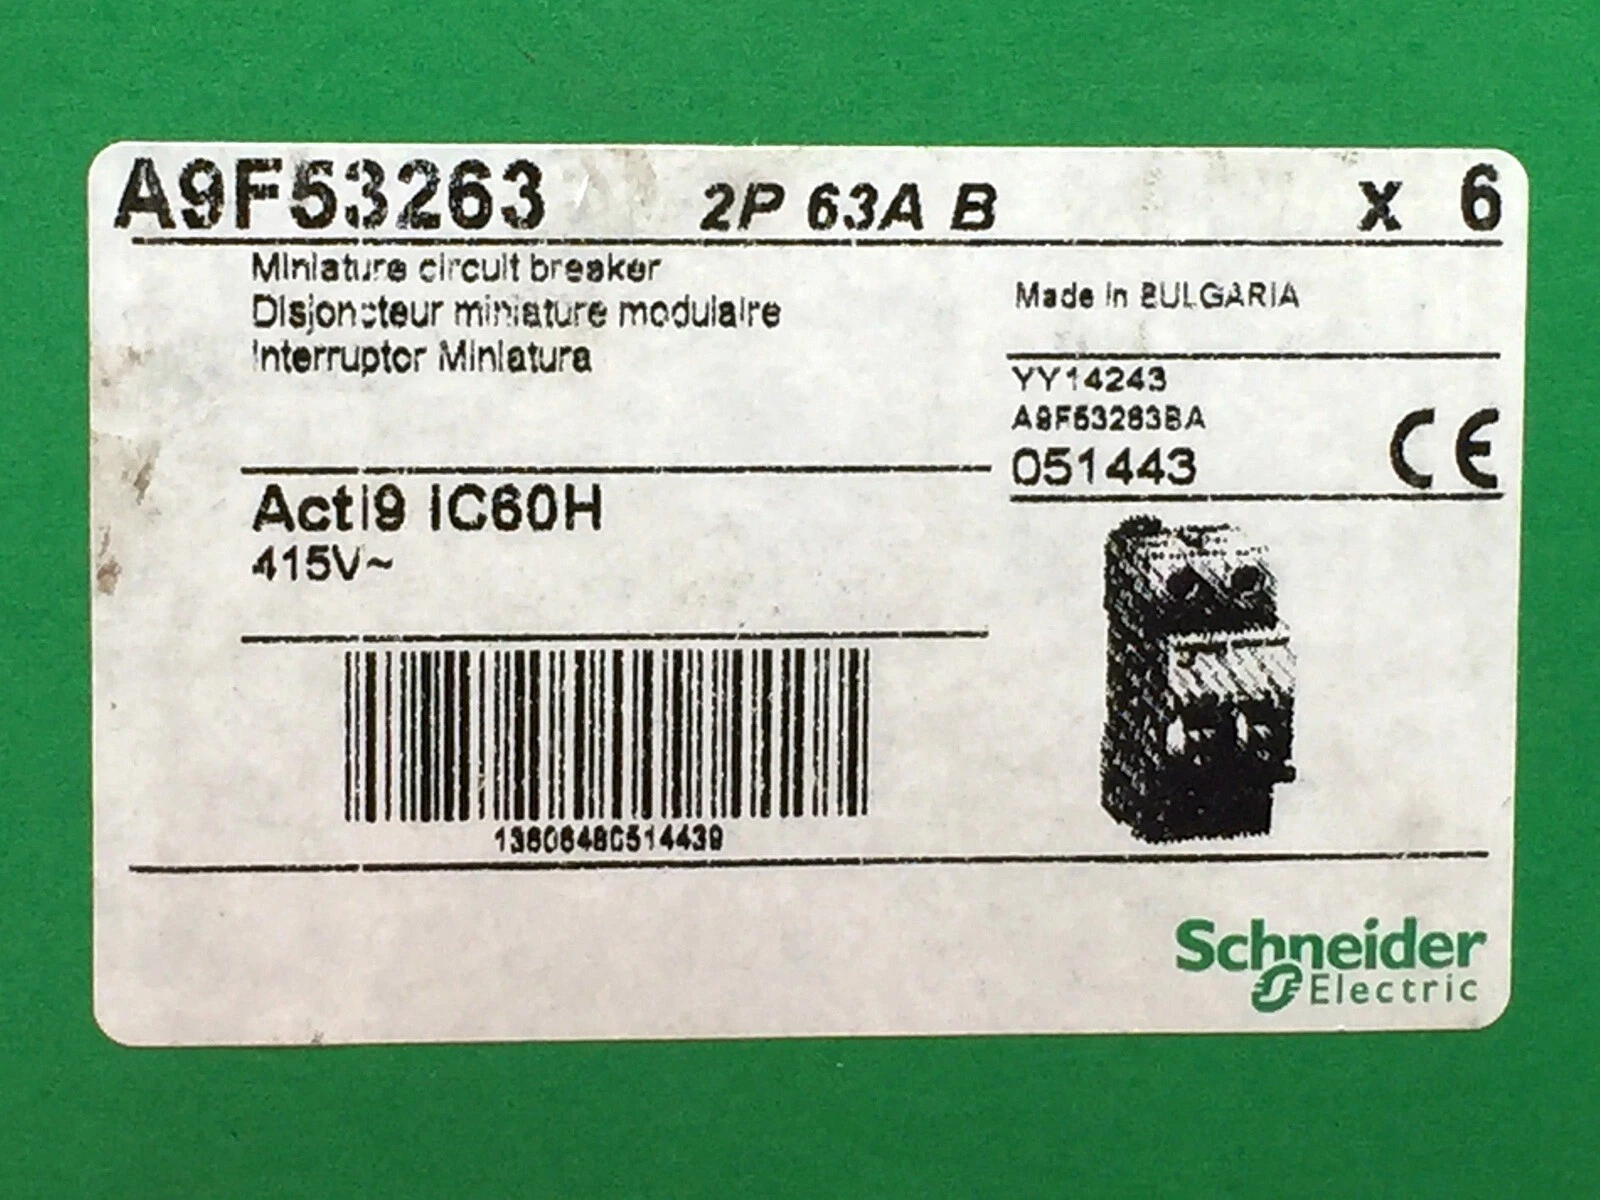 A9F53263 2P 63A B x 6
Miniature circuit breaker
Disjoncteur miniature modulaire
Interruptor Miniatura
Made in BULGARIA
YY14243
A9F53263BA
051443
CE
Acti9 iC60H
415V~
13606480514439
Schneider
Electric